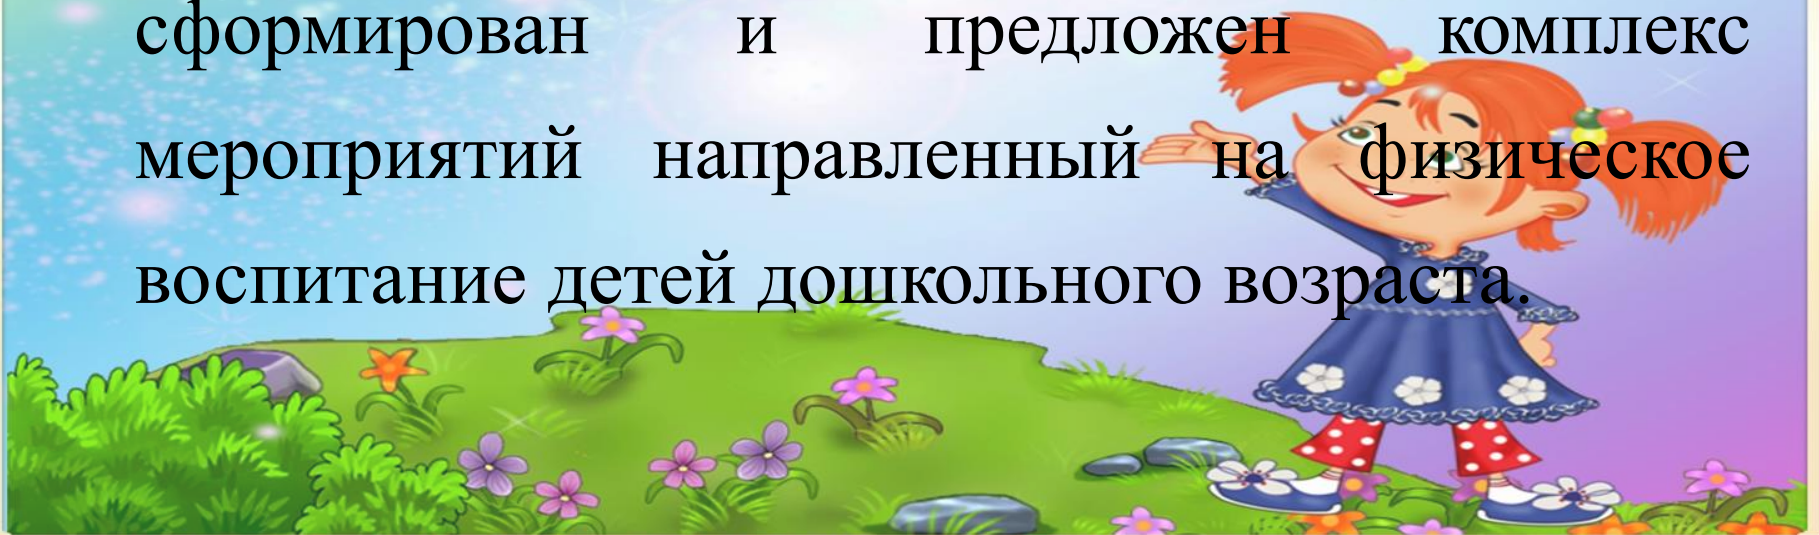 сформирован и предложен комплекс
мероприятий направленный на физическое
воспитание детей дошкольного возраста.